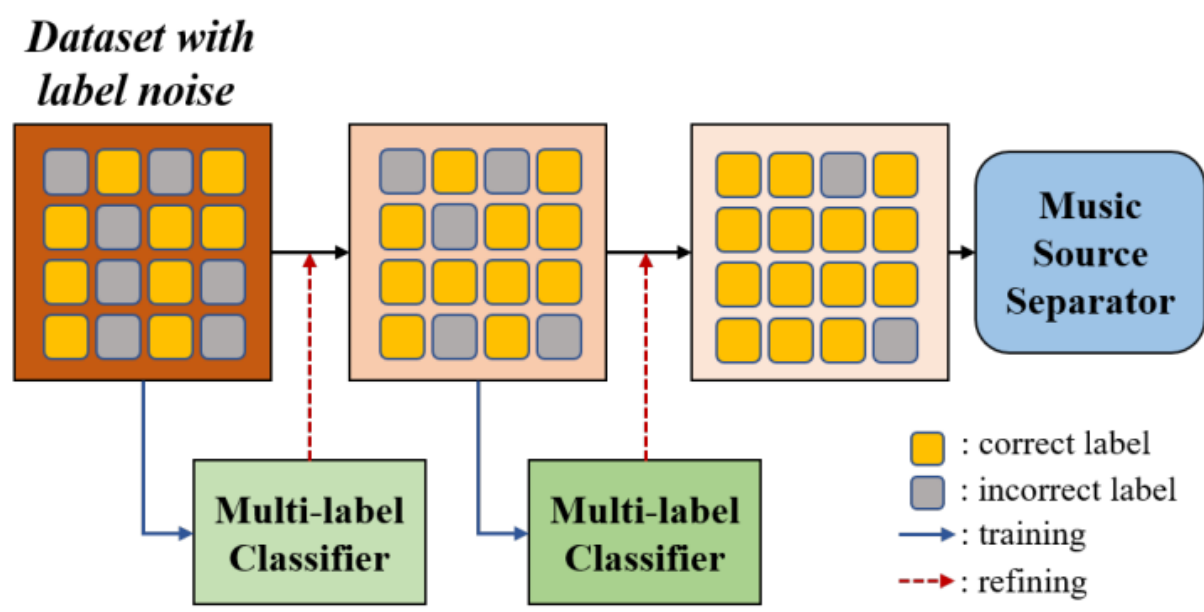 Dataset with
label noise
Music
Source
Separator
Multi-label
Classifier
Multi-label
Classifier
: correct label
: incorrect label
: training
: refining